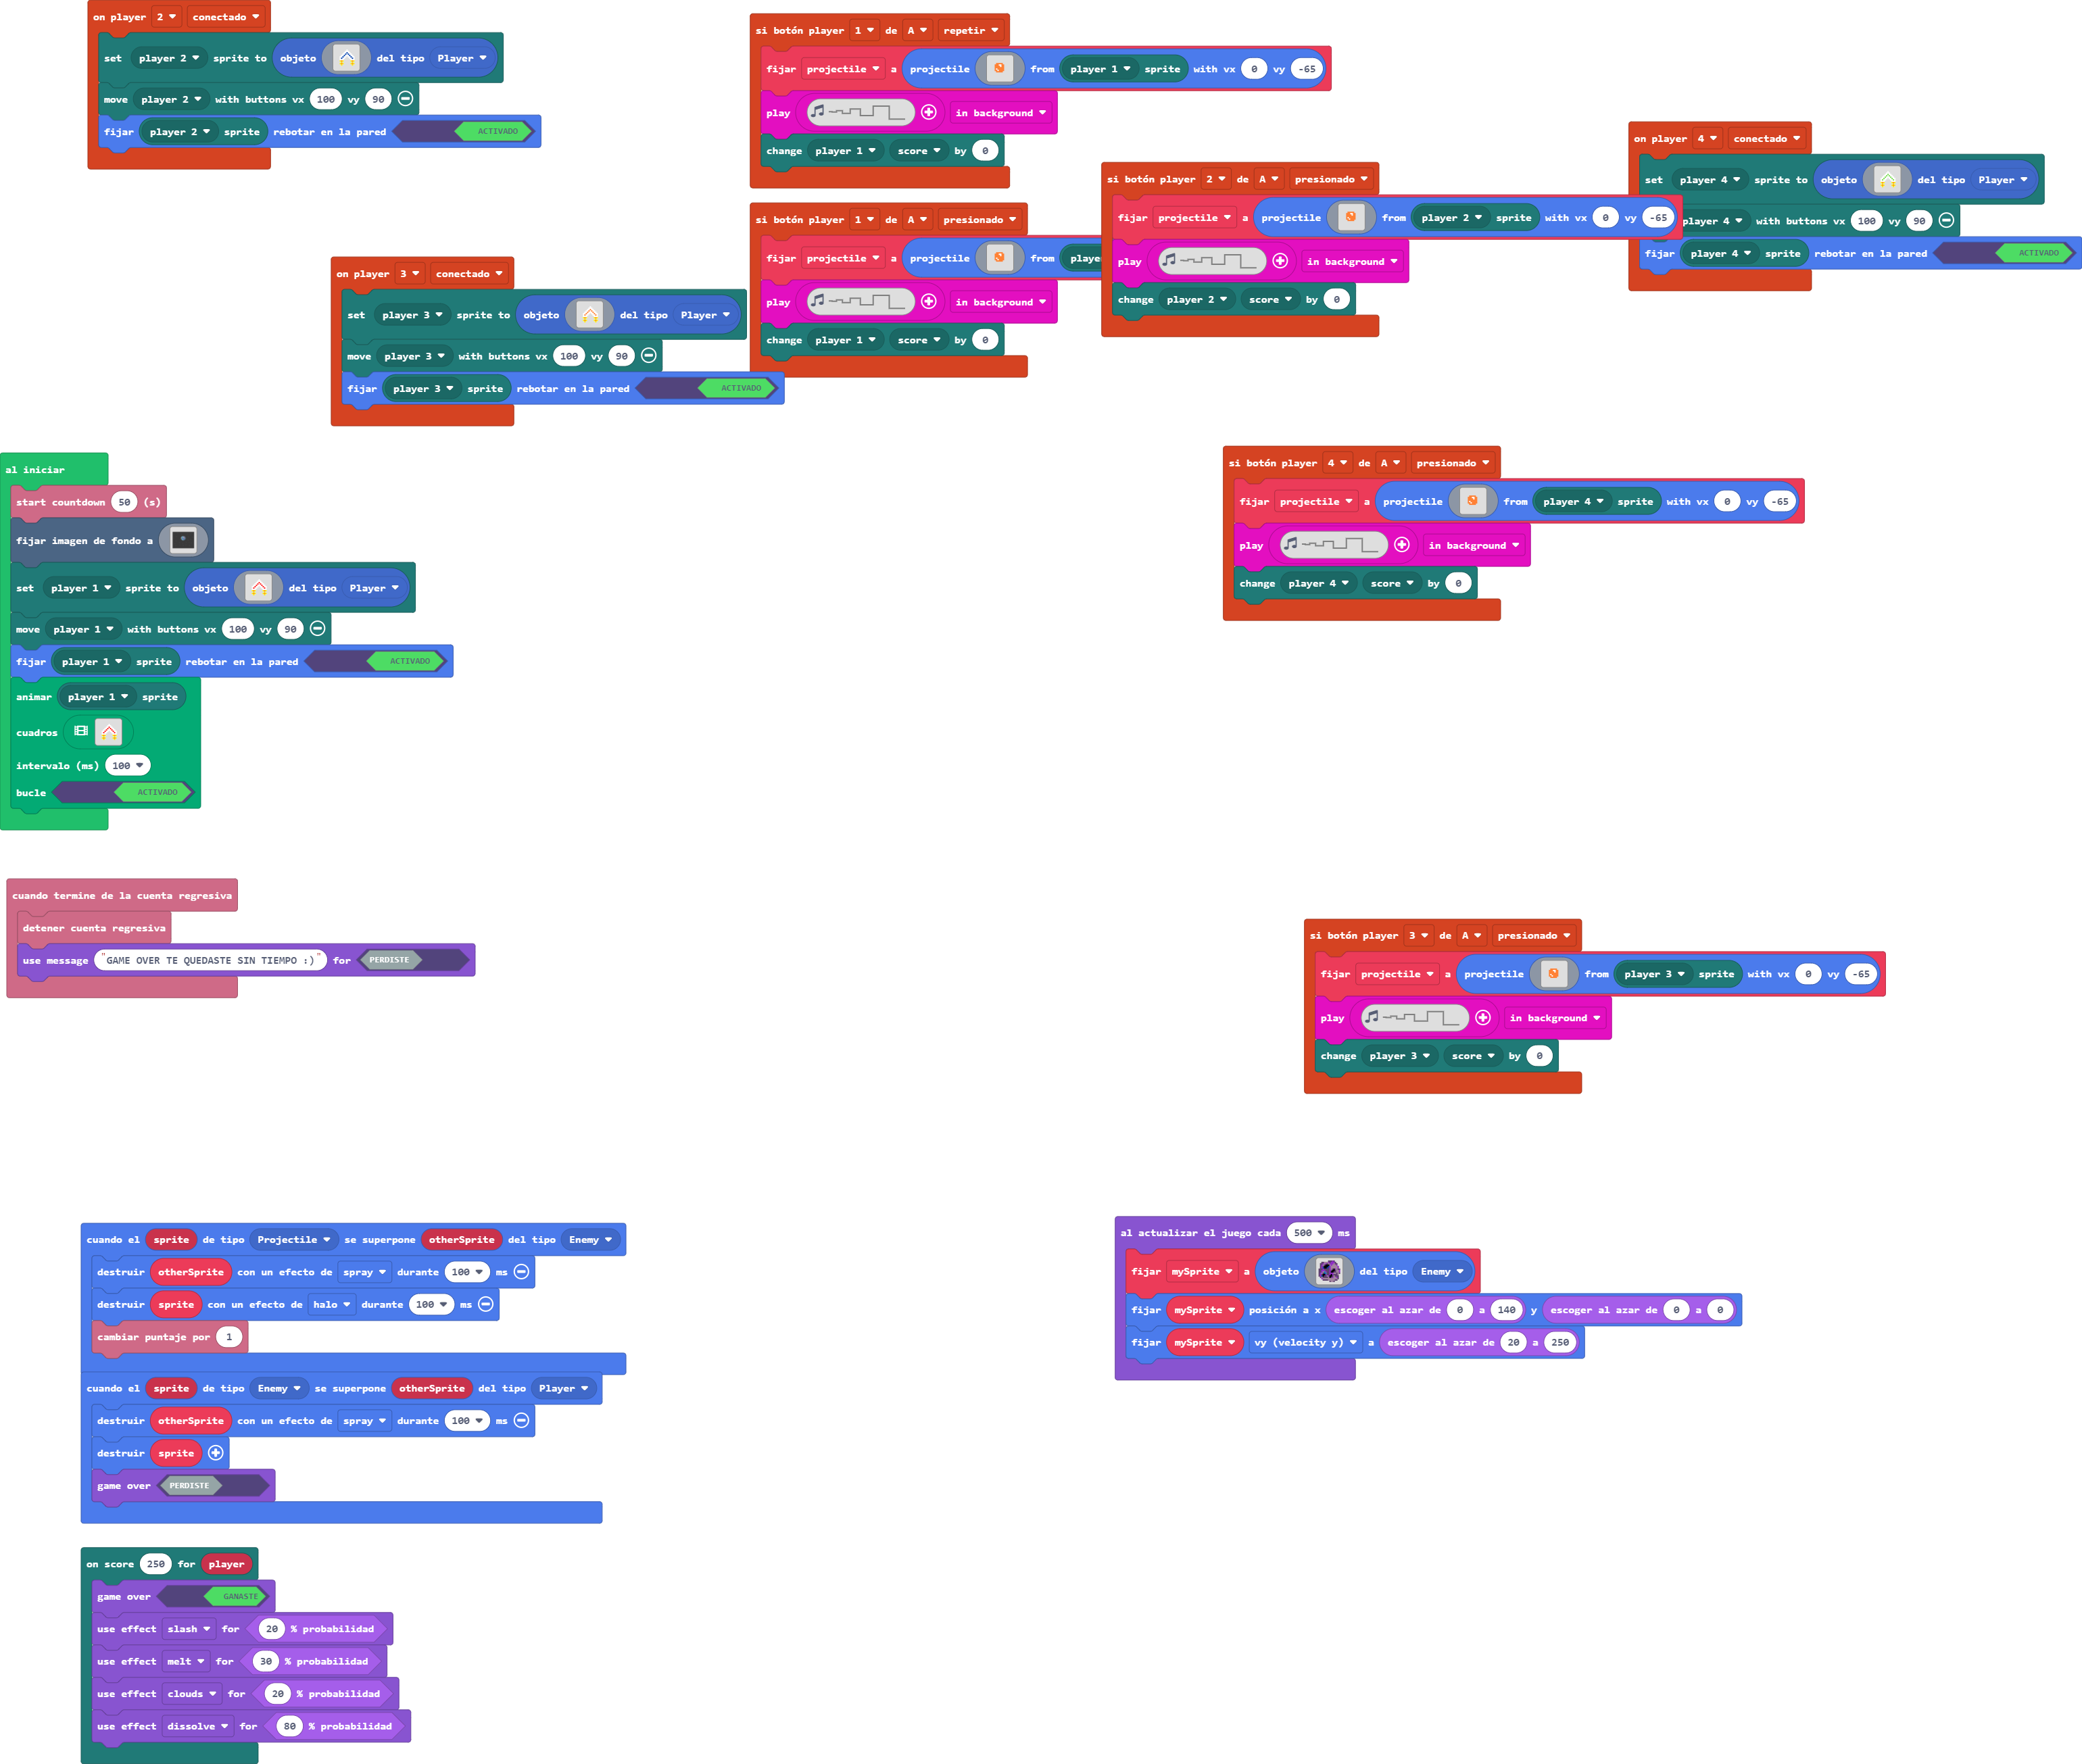 on player 2 conectado
set player 2 sprite to objeto del tipo Player
move player 2 with buttons vx 100 vy 90
fijar player 2 sprite rebotar en la pared ACTIVADO
si botón player 1 de A repetir
fijar projectile a projectile from player 1 sprite with vx 0 vy -65
play in background
change player 1 score by 0
on player 4 conectado
set player 4 sprite to objeto del tipo Player
player 4 with buttons vx 100 vy 90
fijar player 4 sprite rebotar en la pared ACTIVADO
si botón player 2 de A presionado
fijar projectile a projectile from player 2 sprite with vx 0 vy -65
play in background
change player 2 score by 0
si botón player 1 de A presionado
fijar projectile a projectile from
play in background
change player 1 score by 0
on player 3 conectado
set player 3 sprite to objeto del tipo Player
move player 3 with buttons vx 100 vy 90
fijar player 3 sprite rebotar en la pared ACTIVADO
al iniciar
start countdown 50 (s)
fijar imagen de fondo a
set player 1 sprite to objeto del tipo Player
move player 1 with buttons vx 100 vy 90
fijar player 1 sprite rebotar en la pared ACTIVADO
animar player 1 sprite
cuadros
intervalo (ms) 100
bucle ACTIVADO
si botón player 4 de A presionado
fijar projectile a projectile from player 4 sprite with vx 0 vy -65
play in background
change player 4 score by 0
cuando termine de la cuenta regresiva
detener cuenta regresiva
use message "GAME OVER TE QUEDASTE SIN TIEMPO :)" for PERDISTE
si botón player 3 de A presionado
fijar projectile a projectile from player 3 sprite with vx 0 vy -65
play in background
change player 3 score by 0
cuando el sprite de tipo Projectile se superpone otherSprite del tipo Enemy
destruir otherSprite con un efecto de spray durante 100 ms
destruir sprite con un efecto de halo durante 100 ms
cambiar puntaje por 1
cuando el sprite de tipo Enemy se superpone otherSprite del tipo Player
destruir otherSprite con un efecto de spray durante 100 ms
destruir sprite
game over PERDISTE
al actualizar el juego cada 500 ms
fijar mySprite a objeto del tipo Enemy
fijar mySprite posición a x escoger al azar de 0 a 140 y escoger al azar de 0 a 0
fijar mySprite vy (velocity y) a escoger al azar de 20 a 250
on score 250 for player
game over GANASTE
use effect slash for 20 % probabilidad
use effect melt for 30 % probabilidad
use effect clouds for 20 % probabilidad
use effect dissolve for 80 % probabilidad